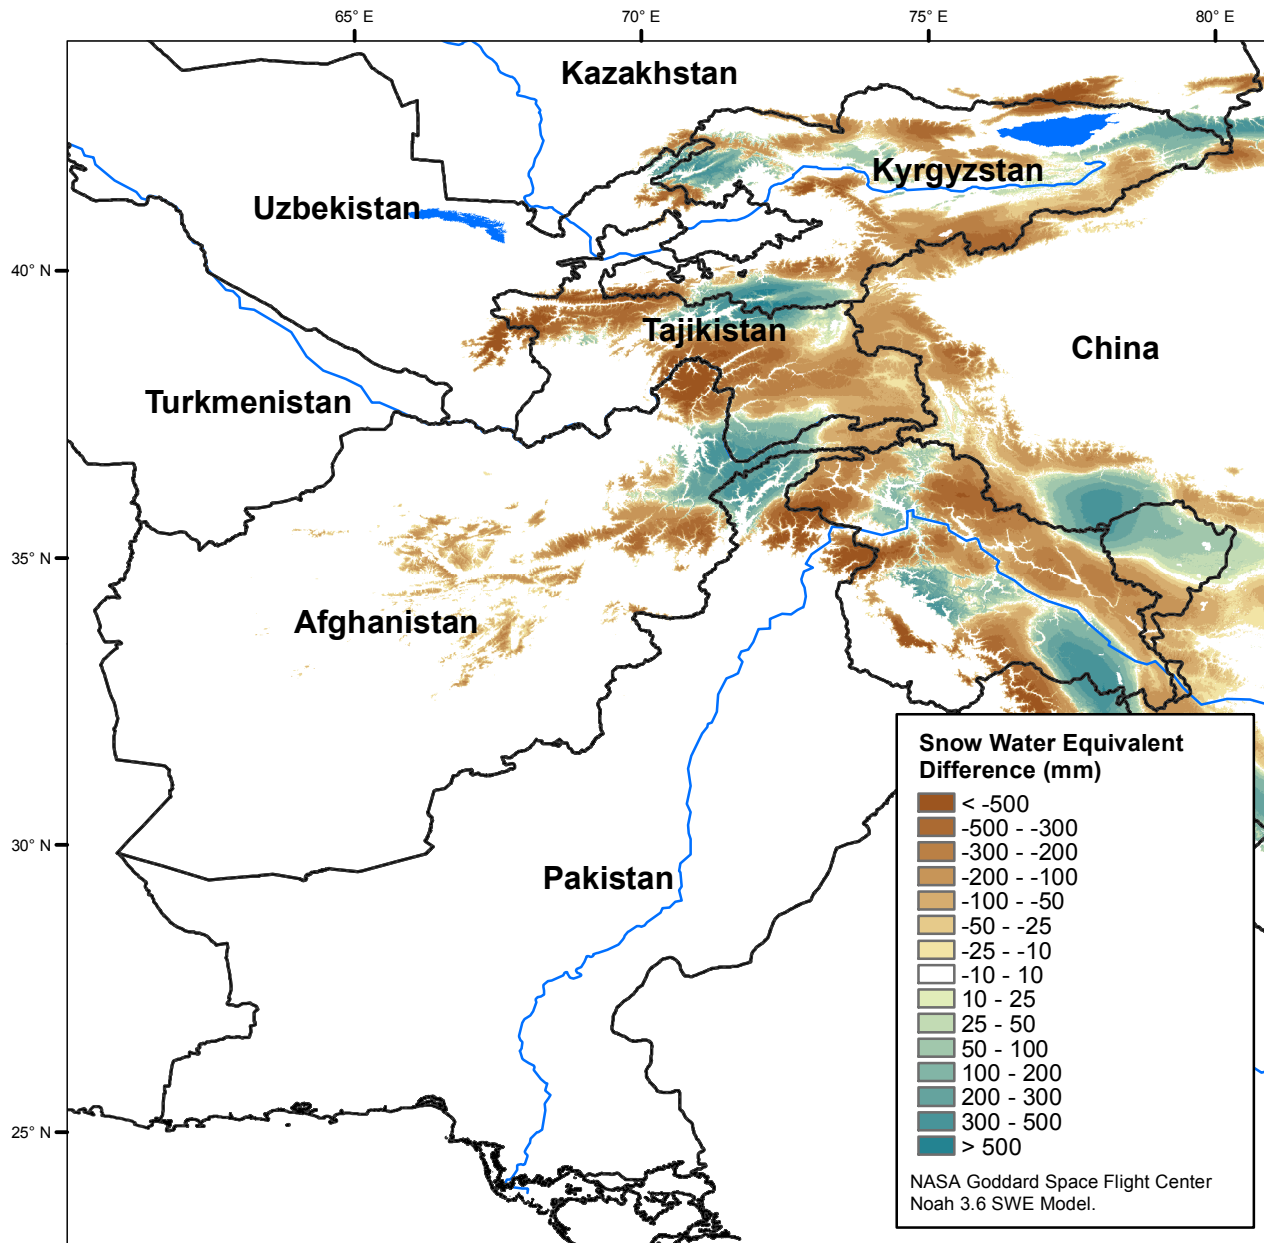 65° E 70° E 75° E 80° E
Kazakhstan
Kyrgyzstan
Uzbekistan
40° N
Tajikistan
China
Turkmenistan
35° N
Afghanistan
Snow Water Equivalent
Difference (mm)
< -500
-500 - -300
-300 - -200
-200 - -100
-100 - -50
-50 - -25
-25 - -10
-10 - 10
10 - 25
25 - 50
50 - 100
100 - 200
200 - 300
300 - 500
> 500
NASA Goddard Space Flight Center
Noah 3.6 SWE Model.
30° N
Pakistan
25° N